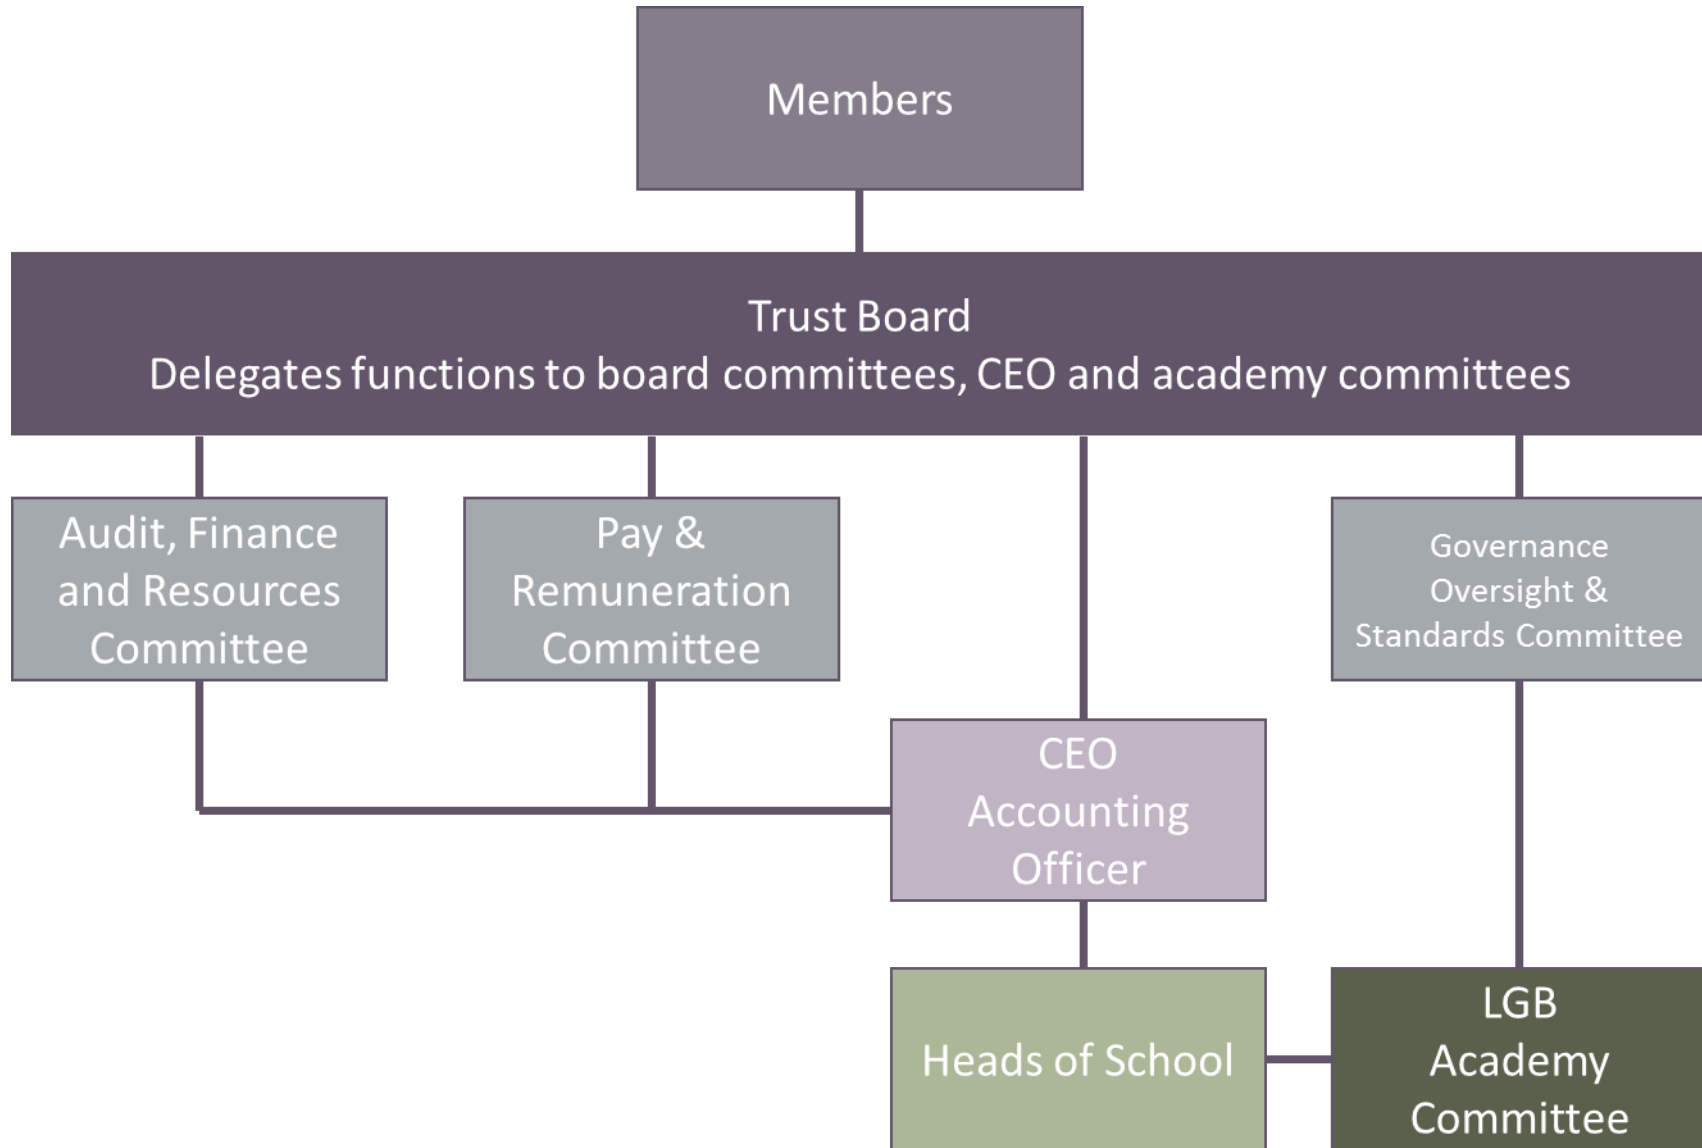 Members
Trust Board
Delegates functions to board committees, CEO and academy committees
Audit, Finance
and Resources
Committee
Pay &
Remuneration
Committee
Governance
Oversight &
Standards Committee
CEO
Accounting
Officer
Heads of School
LGB
Academy
Committee